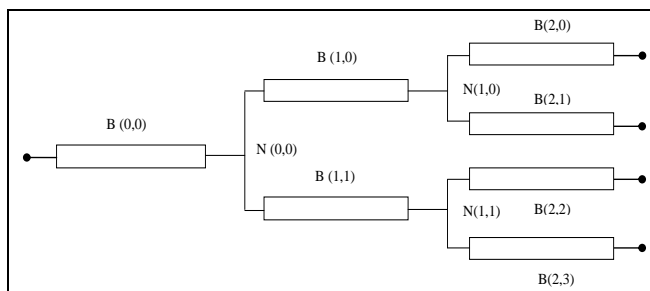 B(2,0)
B (1,0)
N(1,0)
B(2,1)
B (0,0)
N (0,0)
B (1,1)
N(1,1)
B(2,2)
B(2,3)